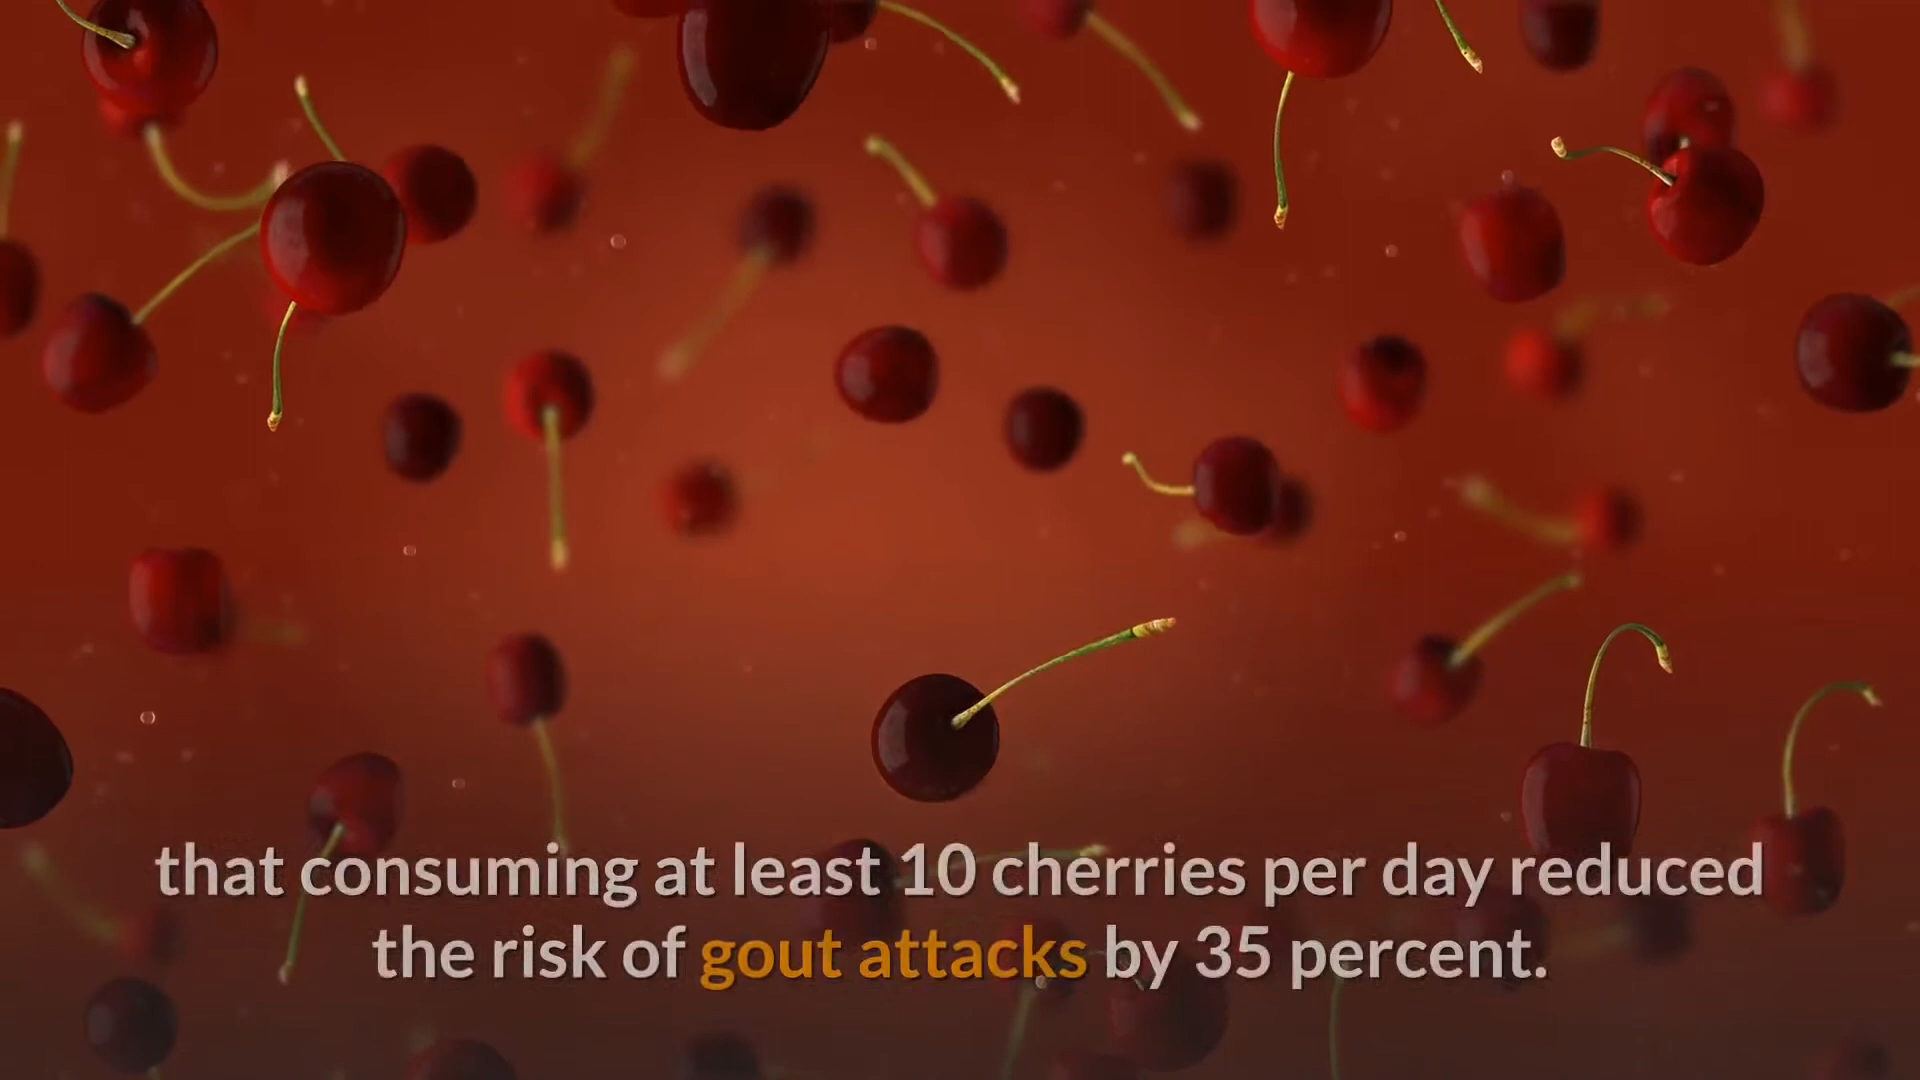 that consuming at least 10 cherries per day reduced
the risk of gout attacks by 35 percent.